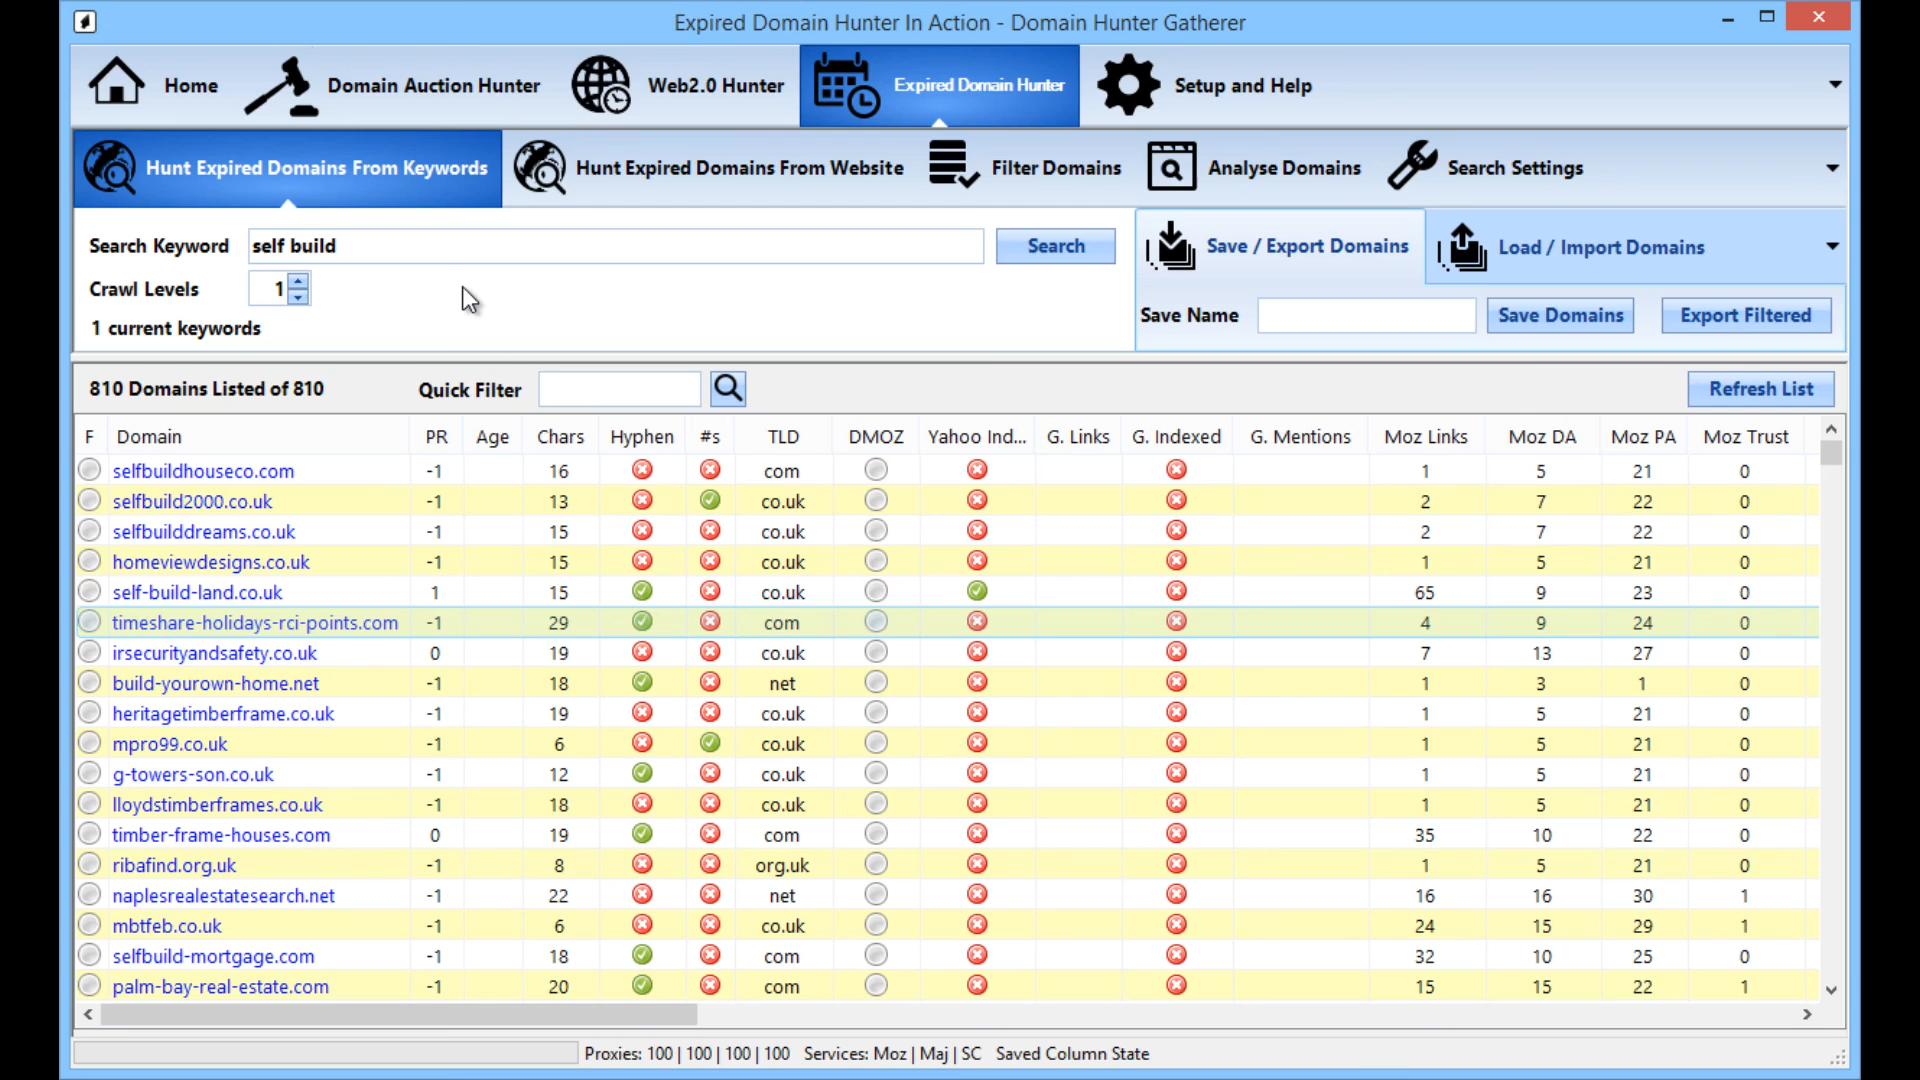 Expired Domain Hunter In Action - Domain Hunter Gatherer
Home Domain Auction Hunter Web2.0 Hunter Expired Domain Hunter Setup and Help
Hunt Expired Domains From Keywords Hunt Expired Domains From Website Filter Domains Analyse Domains Search Settings
Search Keyword self build Search Save / Export Domains Load / Import Domains
Crawl Levels 1
Save Name Save Domains Export Filtered
1 current keywords
810 Domains Listed of 810 Quick Filter Refresh List
F Domain PR Age Chars Hyphen #s TLD DMOZ Yahoo Ind... G. Links G. Indexed G. Mentions Moz Links Moz DA Moz PA Moz Trust
selfbuildhouseco.com -1 16 com 1 5 21 0
selfbuild2000.co.uk -1 13 co.uk 2 7 22 0
selfbuilddreams.co.uk -1 15 co.uk 2 7 22 0
homeviewdesigns.co.uk -1 15 co.uk 1 5 21 0
self-build-land.co.uk 1 15 co.uk 65 9 23 0
timeshare-holidays-rci-points.com -1 29 com 4 9 24 0
irsecurityandsafety.co.uk 0 19 co.uk 7 13 27 0
build-yourown-home.net -1 18 net 1 3 1 0
heritagetimberframe.co.uk -1 19 co.uk 1 5 21 0
mpro99.co.uk -1 6 co.uk 1 5 21 0
g-towers-son.co.uk -1 12 co.uk 1 5 21 0
lloydstimberframes.co.uk -1 18 co.uk 1 5 21 0
timber-frame-houses.com 0 19 com 35 10 22 0
ribafind.org.uk -1 8 org.uk 1 5 21 0
naplesrealestatesearch.net -1 22 net 16 16 30 1
mbtfeb.co.uk -1 6 co.uk 24 15 29 1
selfbuild-mortgage.com -1 18 com 32 10 25 0
palm-bay-real-estate.com -1 20 com 15 15 22 1
Proxies: 100 | 100 | 100 | 100 Services: Moz | Maj | SC Saved Column State